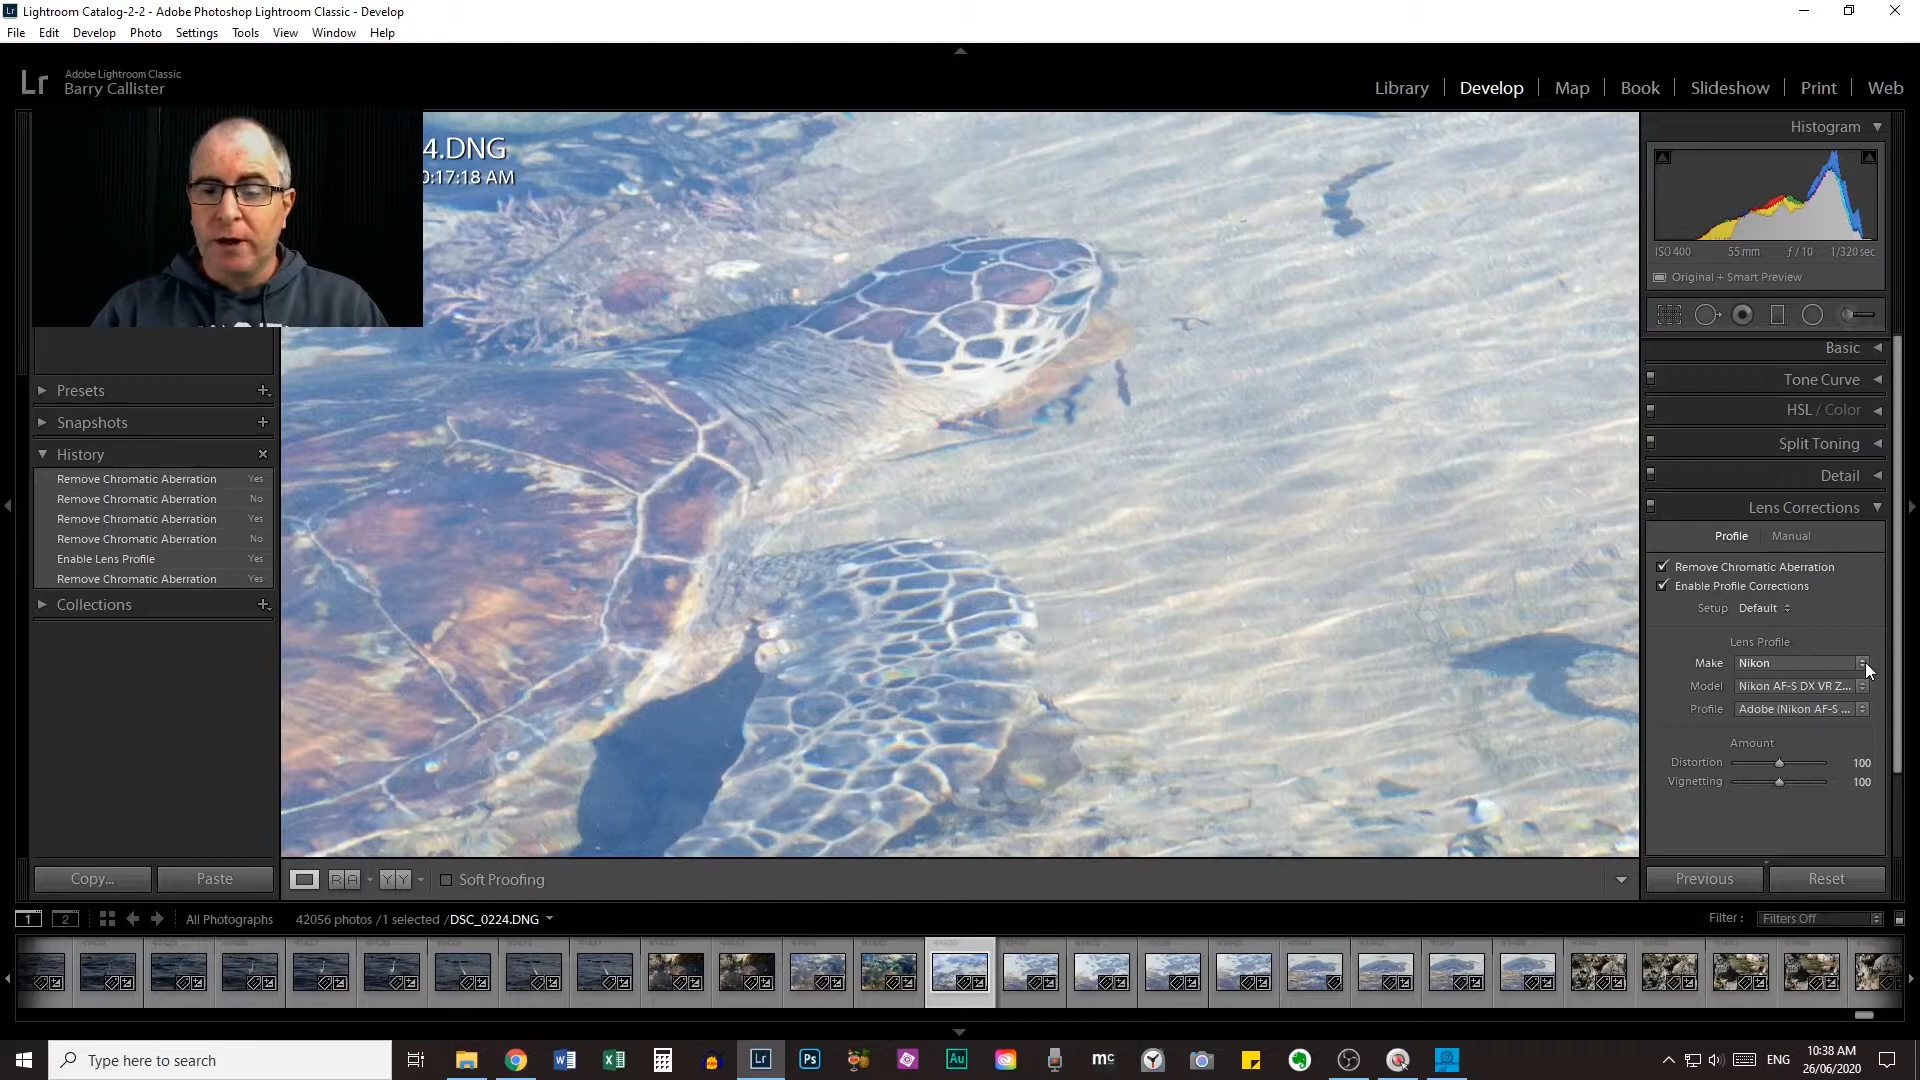 Lightroom Catalog-2-2 - Adobe Photoshop Lightroom Classic - Develop
File Edit Develop Photo Settings Tools View Window Help
Lr Adobe Lightroom Classic
Barry Callister
Library Develop Map Book Slideshow Print Web
4.DNG
0:17:18 AM
Histogram
ISO 400 55 mm ƒ / 10 1/320 sec
Original + Smart Preview
Basic
Tone Curve
HSL / Color
Split Toning
Detail
Lens Corrections
Profile Manual
Remove Chromatic Aberration
Enable Profile Corrections
Setup Default
Lens Profile
Make Nikon
Model Nikon AF-S DX VR Z...
Profile Adobe (Nikon AF-S ...
Amount
Distortion 100
Vignetting 100
Previous Reset
Presets
Snapshots
History
Remove Chromatic Aberration Yes
Remove Chromatic Aberration No
Remove Chromatic Aberration Yes
Remove Chromatic Aberration No
Enable Lens Profile Yes
Remove Chromatic Aberration Yes
Collections
Copy... Paste
R A Y Y Soft Proofing
1 2 All Photographs 42056 photos / 1 selected / DSC_0224.DNG Filter : Filters Off
Type here to search
Lr Ps Au mc
ENG
10:38 AM
26/06/2020